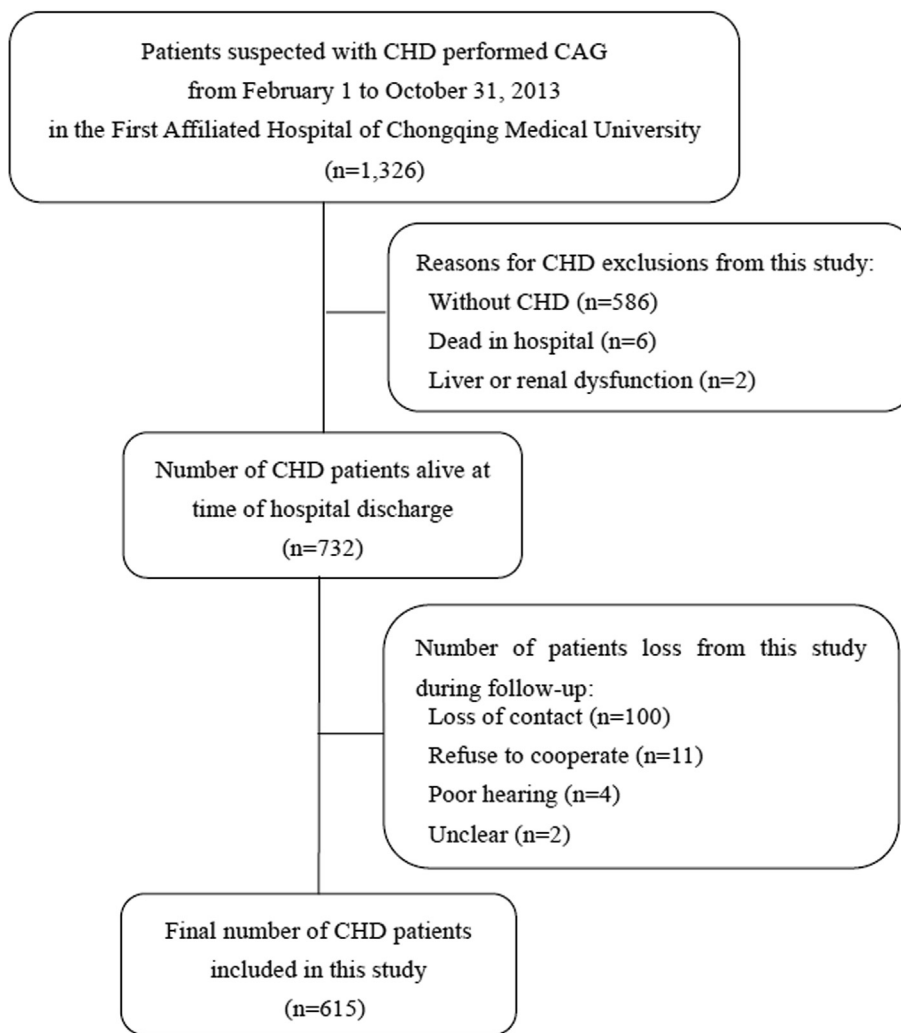 Patients suspected with CHD performed CAG
from February 1 to October 31, 2013
in the First Affiliated Hospital of Chongqing Medical University
(n=1,326)
Reasons for CHD exclusions from this study:
Without CHD (n=586)
Dead in hospital (n=6)
Liver or renal dysfunction (n=2)
Number of CHD patients alive at
time of hospital discharge
(n=732)
Number of patients loss from this study
during follow-up:
Loss of contact (n=100)
Refuse to cooperate (n=11)
Poor hearing (n=4)
Unclear (n=2)
Final number of CHD patients
included in this study
(n=615)